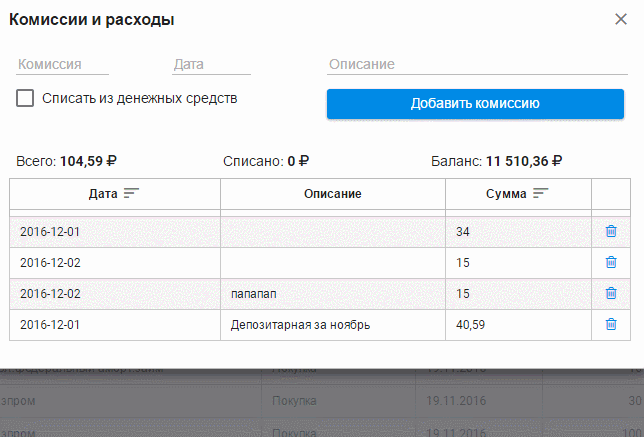 Комиссии и расходы
Комиссия Дата Описание
Списать из денежных средств Добавить комиссию
Всего: 104,59 ₽ Списано: 0 ₽ Баланс: 11 510,36 ₽
Дата Описание Сумма
2016-12-01 34
2016-12-02 15
2016-12-02 папапап 15
2016-12-01 Депозитарная за ноябрь 40,59
Покупка 19.11.2016
зпром Покупка 19.11.2016 30
зпром Покупка 19.11.2016 100